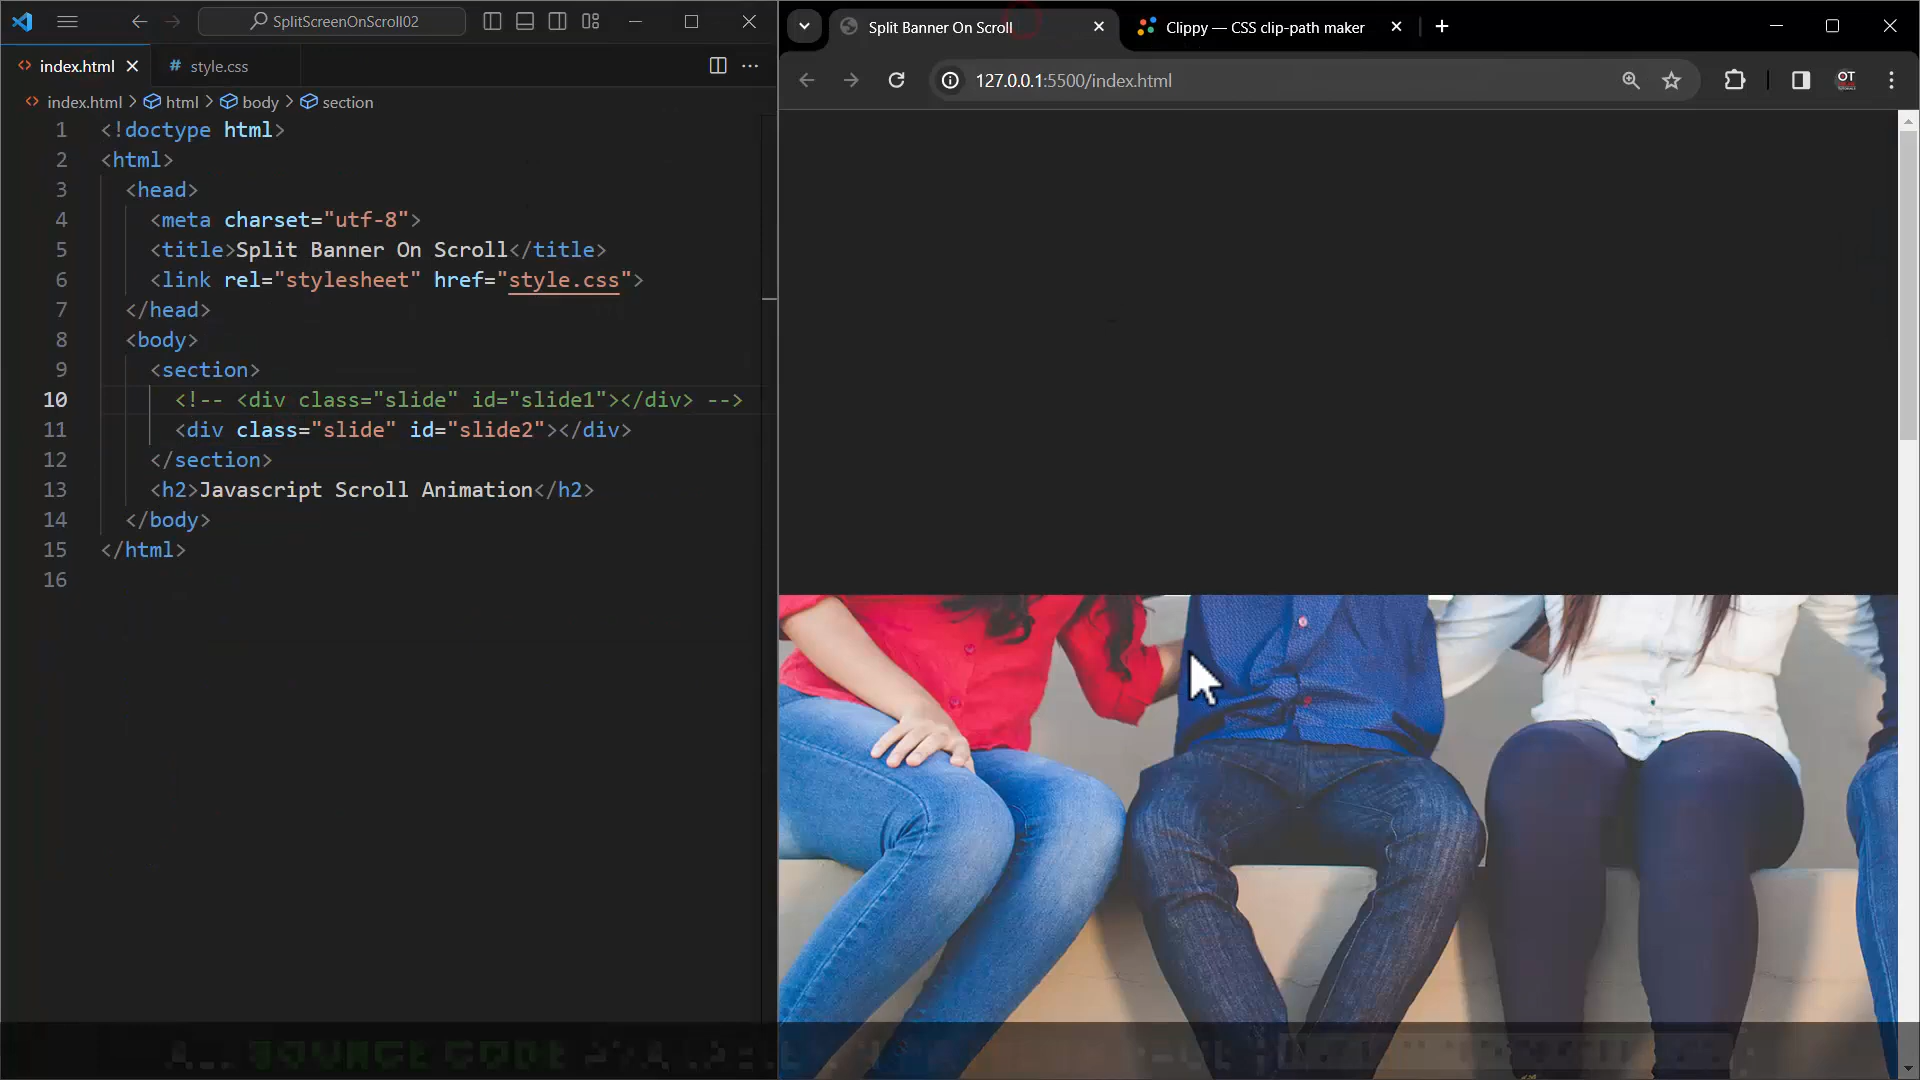 SplitScreenOnScroll02
index.html
# style.css
index.html > html > body > section
1 <!doctype html>
2 <html>
3 <head>
4 <meta charset="utf-8">
5 <title>Split Banner On Scroll</title>
6 <link rel="stylesheet" href="style.css">
7 </head>
8 <body>
9 <section>
10 <!-- <div class="slide" id="slide1"></div> -->
11 <div class="slide" id="slide2"></div>
12 </section>
13 <h2>Javascript Scroll Animation</h2>
14 </body>
15 </html>
16
Split Banner On Scroll
Clippy — CSS clip-path maker
127.0.0.1:5500/index.html
OT
SOURCE CODE